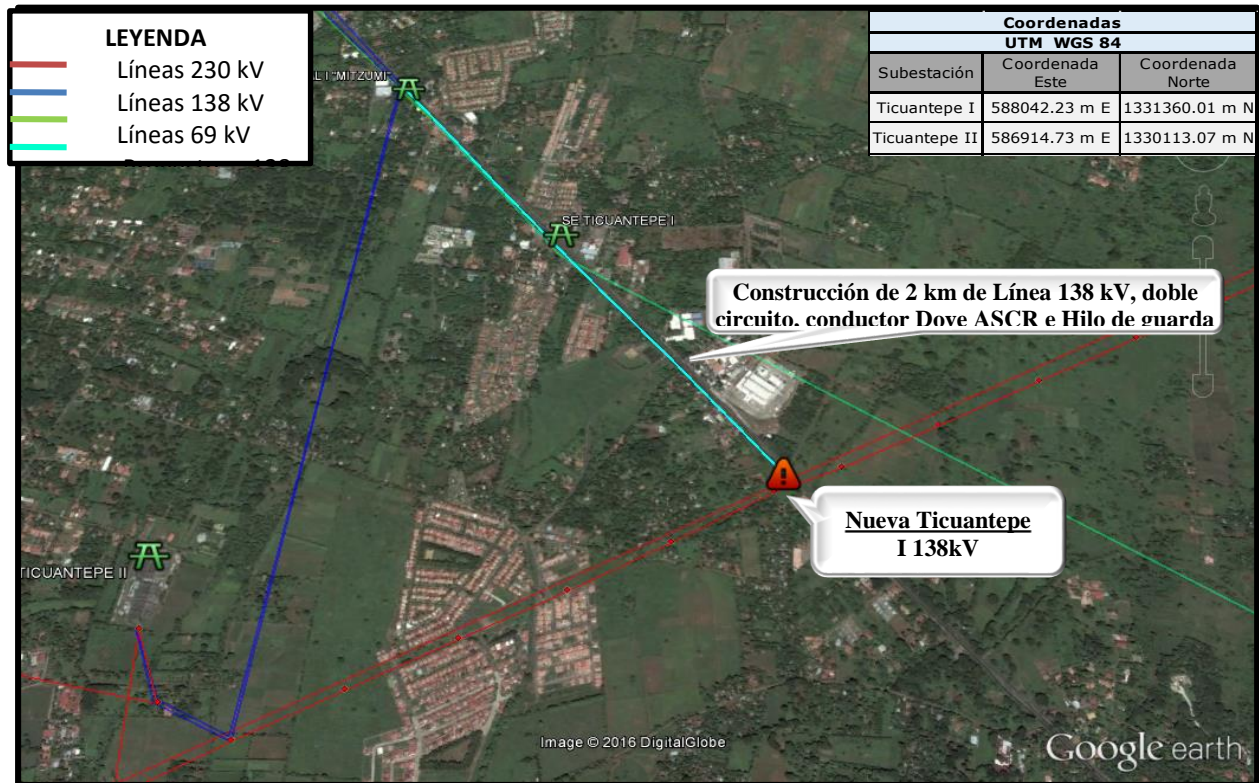 LEYENDA
Líneas 230 kV
Líneas 138 kV
Líneas 69 kV
Coordenadas
UTM WGS 84
Subestación Coordenada Este Coordenada Norte
Ticuantepe I 588042.23 m E 1331360.01 m N
Ticuantepe II 586914.73 m E 1330113.07 m N
L I "MITZUMI"
SE TICUANTEPE I
Construcción de 2 km de Línea 138 kV, doble
circuito, conductor Dove ASCR e Hilo de guarda
Nueva Ticuantepe
I 138kV
TICUANTEPE II
Image © 2016 DigitalGlobe
Google earth